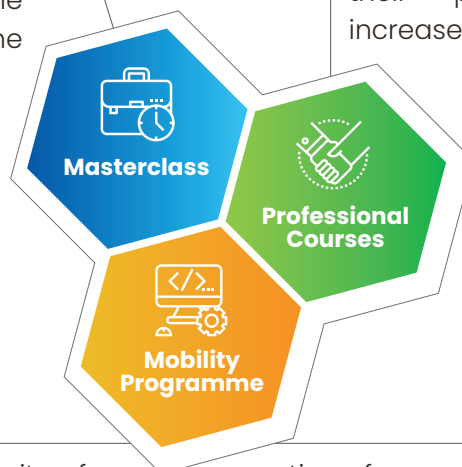 increase
Masterclass
Professional
Courses
</>...
Mobility
Programme